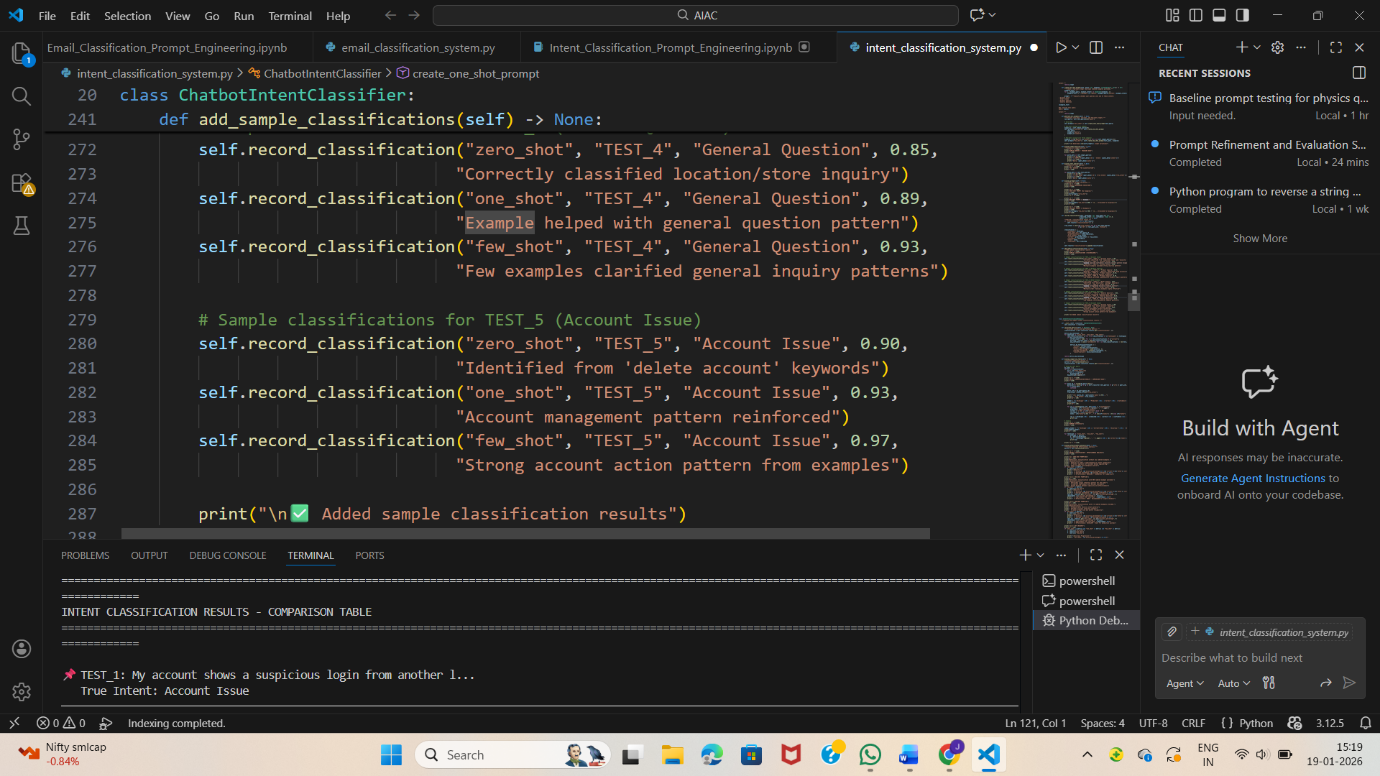 File Edit Selection View Go Run Terminal Help
AIAC
Email_Classification_Prompt_Engineering.ipynb
email_classification_system.py
Intent_Classification_Prompt_Engineering.ipynb
intent_classification_system.py
intent_classification_system.py > ChatbotIntentClassifier > create_one_shot_prompt
20 class ChatbotIntentClassifier:
241 def add_sample_classifications(self) -> None:
272 self.record_classification("zero_shot", "TEST_4", "General Question", 0.85,
273 "Correctly classified location/store inquiry")
274 self.record_classification("one_shot", "TEST_4", "General Question", 0.89,
275 "Example helped with general question pattern")
276 self.record_classification("few_shot", "TEST_4", "General Question", 0.93,
277 "Few examples clarified general inquiry patterns")
278
279 # Sample classifications for TEST_5 (Account Issue)
280 self.record_classification("zero_shot", "TEST_5", "Account Issue", 0.90,
281 "Identified from 'delete account' keywords")
282 self.record_classification("one_shot", "TEST_5", "Account Issue", 0.93,
283 "Account management pattern reinforced")
284 self.record_classification("few_shot", "TEST_5", "Account Issue", 0.97,
285 "Strong account action pattern from examples")
286
287 print("\n✅ Added sample classification results")
288
PROBLEMS OUTPUT DEBUG CONSOLE TERMINAL PORTS
INTENT CLASSIFICATION RESULTS - COMPARISON TABLE
📌 TEST_1: My account shows a suspicious login from another l...
True Intent: Account Issue
powershell
powershell
Python Deb...
CHAT
RECENT SESSIONS
Baseline prompt testing for physics q...
Input needed. Local • 1 hr
Prompt Refinement and Evaluation S...
Completed Local • 24 mins
Python program to reverse a string ...
Completed Local • 1 wk
Show More
Build with Agent
AI responses may be inaccurate.
Generate Agent Instructions to
onboard AI onto your codebase.
intent_classification_system.py
Describe what to build next
Agent Auto
1
0 0 Indexing completed.
Ln 121, Col 1 Spaces: 4 UTF-8 CRLF { } Python 3.12.5
Nifty smlcap
-0.84%
Search
J
ENG
IN
15:19
19-01-2026